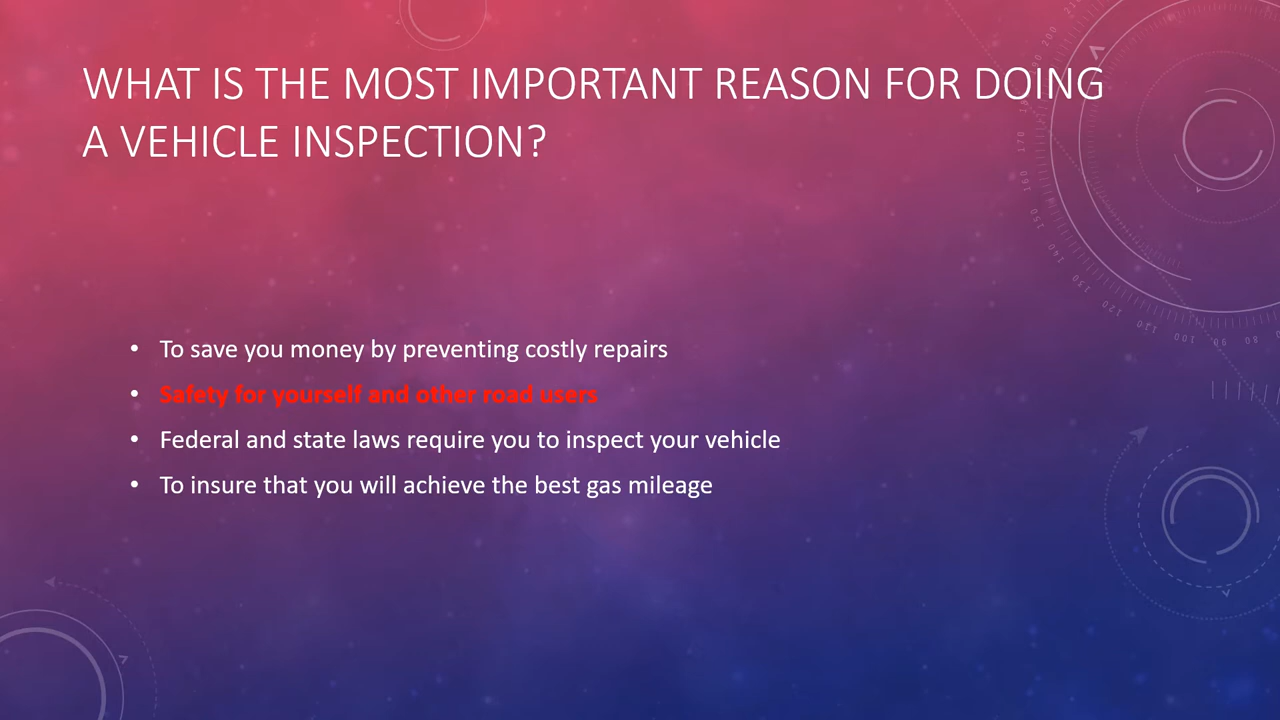 WHAT IS THE MOST IMPORTANT REASON FOR DOING
A VEHICLE INSPECTION?
• To save you money by preventing costly repairs
• Safety for yourself and other road users
• Federal and state laws require you to inspect your vehicle
• To insure that you will achieve the best gas mileage